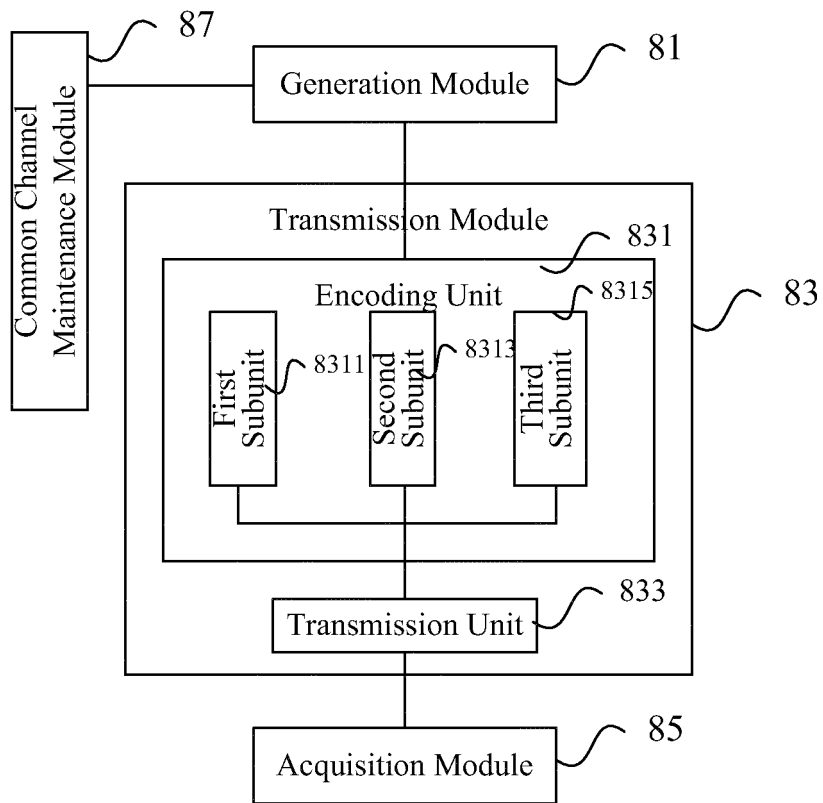 87
81
Generation Module
Common Channel
Maintenance Module
Transmission Module
831
Encoding Unit
8315
83
First
Subunit
8311
Second
Subunit
8313
Third
Subunit
833
Transmission Unit
85
Acquisition Module